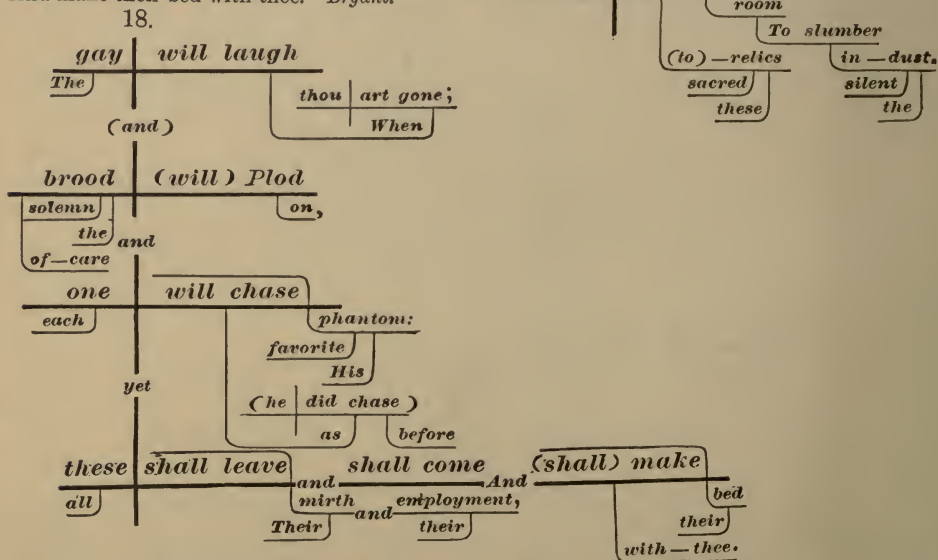 make their bed with thee. Bryant.
18.
gay will laugh
The
thou art gone;
When
(and)
brood (will) Plod
solemn on,
the
and
of—care
one will chase
each phantom:
favorite
His
yet
(he did chase)
as before
these shall leave and shall come And (shall) make
all mirth and employment, bed
Their their their
with—thee.
room
To slumber
(to)—relics in—dust.
sacred silent
these the